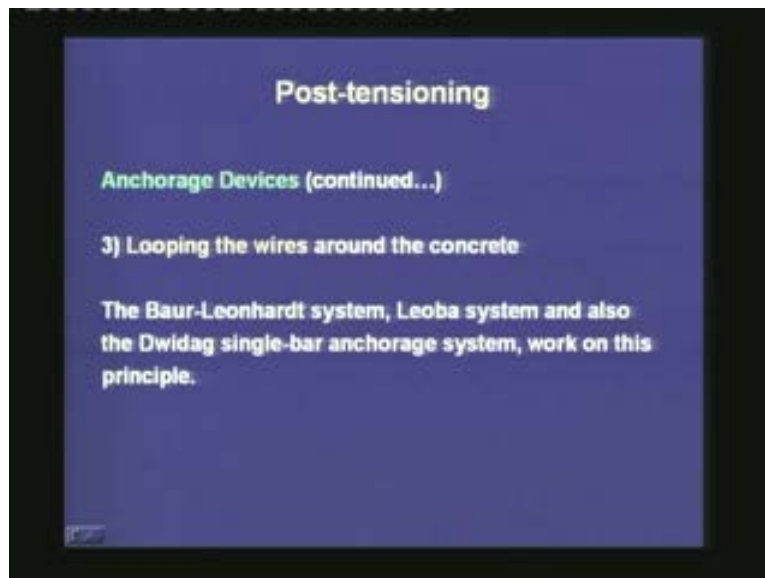 Post-tensioning
Anchorage Devices (continued...)
3) Looping the wires around the concrete
The Baur-Leonhardt system, Leoba system and also
the Dwidag single-bar anchorage system, work on this
principle.